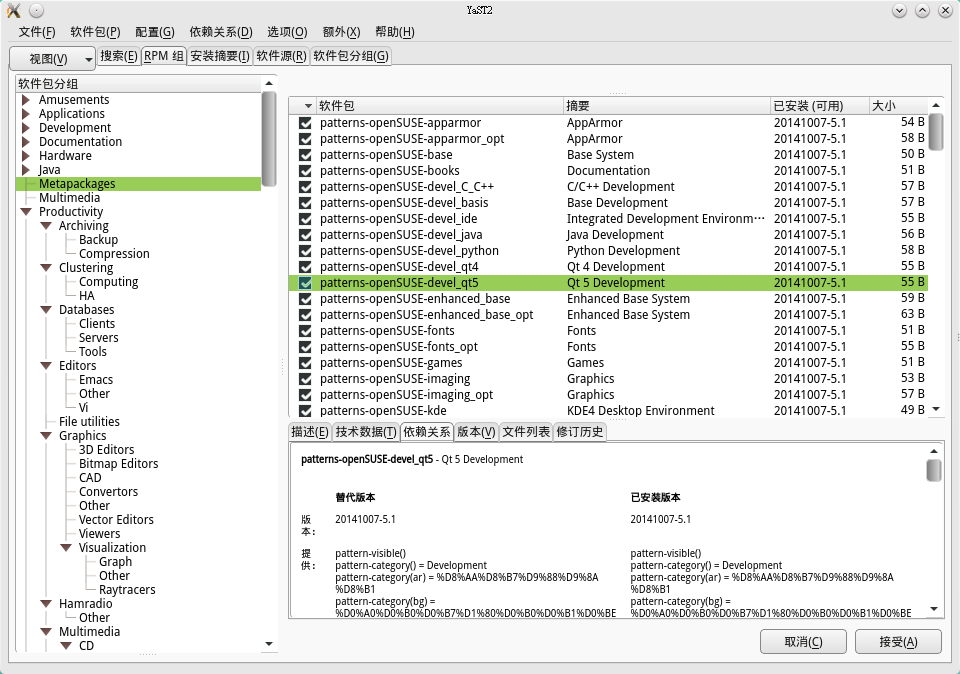 YaST2
文件(F) 软件包(P) 配置(G) 依赖关系(D) 选项(O) 额外(X) 帮助(H)
视图(V) 搜索(E) RPM 组 安装摘要(I) 软件源(R) 软件包分组(G)
软件包分组
Amusements
Applications
Development
Documentation
Hardware
Java
Metapackages
Multimedia
Productivity
Archiving
Backup
Compression
Clustering
Computing
HA
Databases
Clients
Servers
Tools
Editors
Emacs
Other
Vi
File utilities
Graphics
3D Editors
Bitmap Editors
CAD
Convertors
Other
Vector Editors
Viewers
Visualization
Graph
Other
Raytracers
Hamradio
Other
Multimedia
CD
软件包 摘要 已安装 (可用) 大小
patterns-openSUSE-apparmor AppArmor 20141007-5.1 54 B
patterns-openSUSE-apparmor_opt AppArmor 20141007-5.1 58 B
patterns-openSUSE-base Base System 20141007-5.1 50 B
patterns-openSUSE-books Documentation 20141007-5.1 51 B
patterns-openSUSE-devel_C_C++ C/C++ Development 20141007-5.1 57 B
patterns-openSUSE-devel_basis Base Development 20141007-5.1 57 B
patterns-openSUSE-devel_ide Integrated Development Environm⋯ 20141007-5.1 55 B
patterns-openSUSE-devel_java Java Development 20141007-5.1 56 B
patterns-openSUSE-devel_python Python Development 20141007-5.1 58 B
patterns-openSUSE-devel_qt4 Qt 4 Development 20141007-5.1 55 B
patterns-openSUSE-devel_qt5 Qt 5 Development 20141007-5.1 55 B
patterns-openSUSE-enhanced_base Enhanced Base System 20141007-5.1 59 B
patterns-openSUSE-enhanced_base_opt Enhanced Base System 20141007-5.1 63 B
patterns-openSUSE-fonts Fonts 20141007-5.1 51 B
patterns-openSUSE-fonts_opt Fonts 20141007-5.1 55 B
patterns-openSUSE-games Games 20141007-5.1 51 B
patterns-openSUSE-imaging Graphics 20141007-5.1 53 B
patterns-openSUSE-imaging_opt Graphics 20141007-5.1 57 B
patterns-openSUSE-kde KDE4 Desktop Environment 20141007-5.1 49 B
描述(E) 技术数据(T) 依赖关系 版本(V) 文件列表 修订历史
patterns-openSUSE-devel_qt5 - Qt 5 Development
替代版本 已安装版本
版本: 20141007-5.1 20141007-5.1
提供: pattern-visible() pattern-visible()
pattern-category() = Development pattern-category() = Development
pattern-category(ar) = %D8%AA%D8%B7%D9%88%D9%8A pattern-category(ar) = %D8%AA%D8%B7%D9%88%D9%8A
%D8%B1 %D8%B1
pattern-category(bg) = pattern-category(bg) =
%D0%A0%D0%B0%D0%B7%D1%80%D0%B0%D0%B1%D0%BE %D0%A0%D0%B0%D0%B7%D1%80%D0%B0%D0%B1%D0%BE
取消(C) 接受(A)